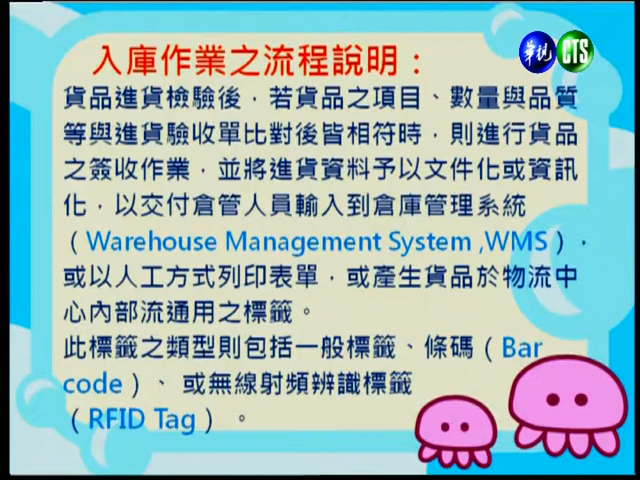 華視 CTS
入庫作業之流程說明：
貨品進貨檢驗後，若貨品之項目、數量與品質
等與進貨驗收單比對後皆相符時，則進行貨品
之簽收作業，並將進貨資料予以文件化或資訊
化，以交付倉管人員輸入到倉庫管理系統
（Warehouse Management System ,WMS），
或以人工方式列印表單，或產生貨品於物流中
心內部流通用之標籤。
此標籤之類型則包括一般標籤、條碼（Bar
code）、 或無線射頻辨識標籤
（RFID Tag） 。